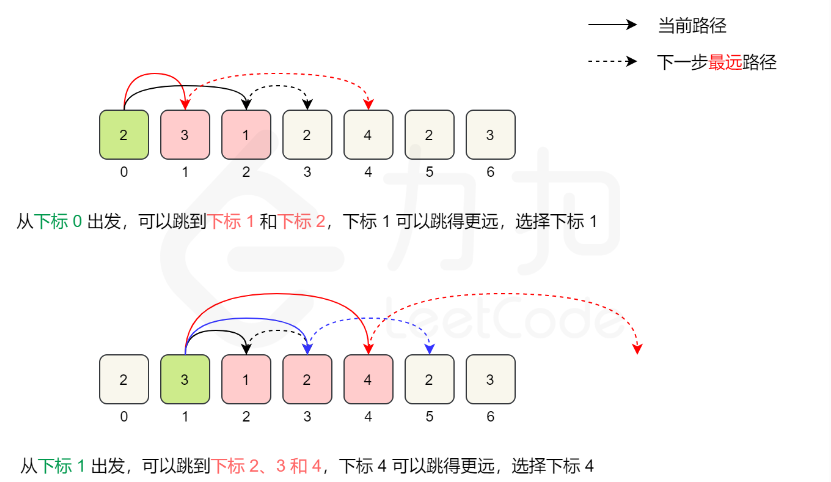 当前路径
下一步最远路径
2 3 1 2 4 2 3
0 1 2 3 4 5 6
从下标 0 出发，可以跳到下标 1 和下标 2，下标 1 可以跳得更远，选择下标 1
力扣
LeetCode
2 3 1 2 4 2 3
0 1 2 3 4 5 6
从下标 1 出发，可以跳到下标 2、3 和 4，下标 4 可以跳得更远，选择下标 4